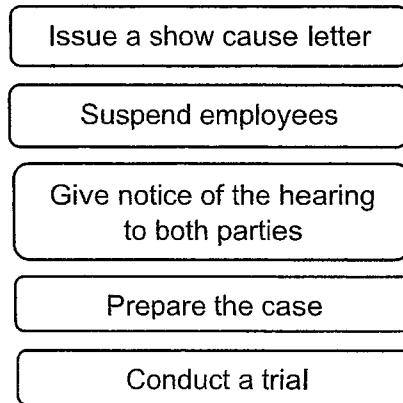 Issue a show cause letter
Suspend employees
Give notice of the hearing
to both parties
Prepare the case
Conduct a trial